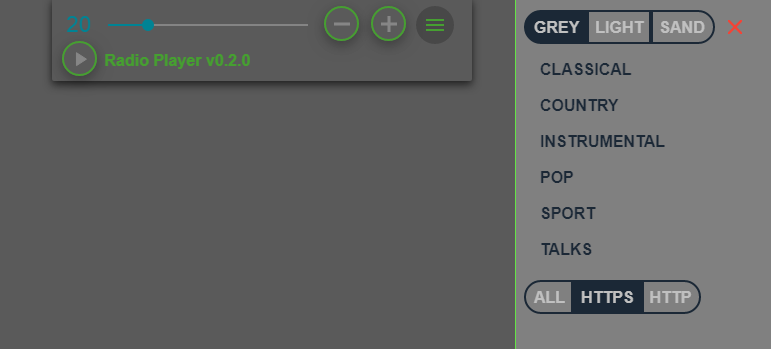 20
Radio Player v0.2.0
GREY LIGHT SAND
CLASSICAL
COUNTRY
INSTRUMENTAL
POP
SPORT
TALKS
ALL HTTPS HTTP